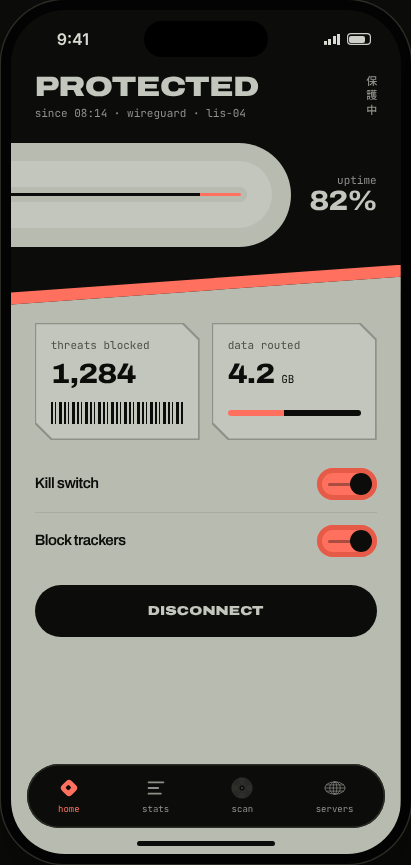 9:41
PROTECTED
since 08:14 · wireguard · lis-04
保護中
uptime
82%
threats blocked
1,284
data routed
4.2 GB
Kill switch
Block trackers
DISCONNECT
home
stats
scan
servers